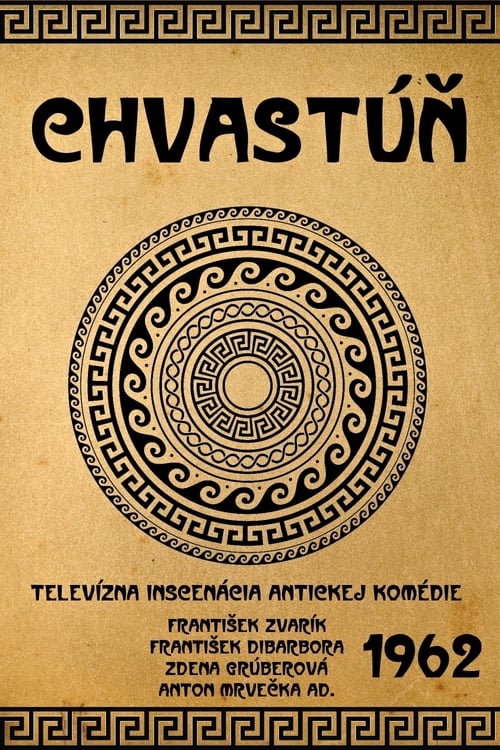 CHVASTÚŇ
TELEVÍZNA INSCENÁCIA ANTICKEJ KOMÉDIE
FRANTIŠEK ZVARÍK
FRANTIŠEK DIBARBORA
ZDENA GRÚBEROVÁ
ANTON MRVEČKA AD.
1962